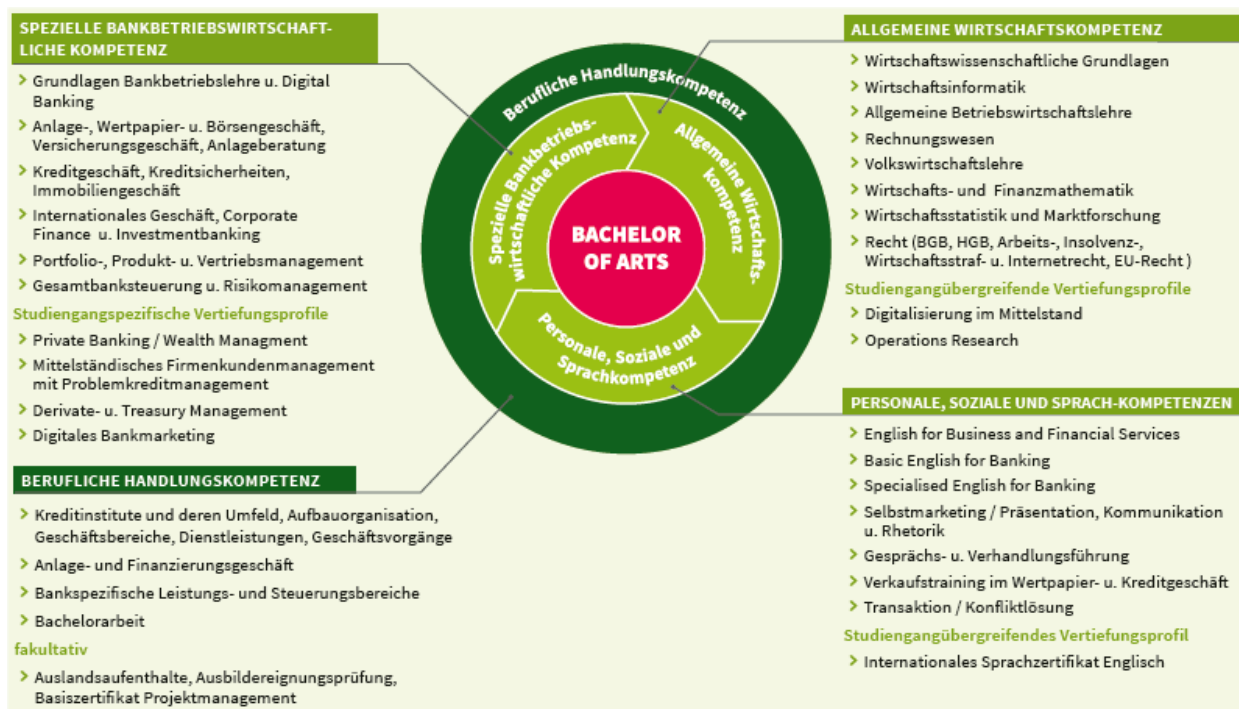 SPEZIELLE BANKBETRIEBSWIRTSCHAFT-
LICHE KOMPETENZ
Grundlagen Bankbetriebslehre u. Digital
Banking
Anlage-, Wertpapier- u. Börsengeschäft,
Versicherungsgeschäft, Anlageberatung
Kreditgeschäft, Kreditsicherheiten,
Immobiliengeschäft
Internationales Geschäft, Corporate
Finance u. Investmentbanking
Portfolio-, Produkt- u. Vertriebsmanagement
Gesamtbanksteuerung u. Risikomanagement
Studiengangspezifische Vertiefungsprofile
Private Banking / Wealth Managment
Mittelständisches Firmenkundenmanagement
mit Problemkreditmanagement
Derivate- u. Treasury Management
Digitales Bankmarketing
BERUFLICHE HANDLUNGSKOMPETENZ
Kreditinstitute und deren Umfeld, Aufbauorganisation,
Geschäftsbereiche, Dienstleistungen, Geschäftsvorgänge
Anlage- und Finanzierungsgeschäft
Bankspezifische Leistungs- und Steuerungsbereiche
Bachelorarbeit
fakultativ
Auslandsaufenthalte, Ausbildereignungsprüfung,
Basiszertifikat Projektmanagement
Berufliche Handlungskompetenz
Spezielle Bankbetriebs-
wirtschaftliche Kompetenz
Allgemeine Wirtschafts-
kompetenz
BACHELOR
OF ARTS
Personale, Soziale und
Sprachkompetenz
ALLGEMEINE WIRTSCHAFTSKOMPETENZ
Wirtschaftswissenschaftliche Grundlagen
Wirtschaftsinformatik
Allgemeine Betriebswirtschaftslehre
Rechnungswesen
Volkswirtschaftslehre
Wirtschafts- und Finanzmathematik
Wirtschaftsstatistik und Marktforschung
Recht (BGB, HGB, Arbeits-, Insolvenz-,
Wirtschaftsstraf- u. Internetrecht, EU-Recht )
Studiengangübergreifende Vertiefungsprofile
Digitalisierung im Mittelstand
Operations Research
PERSONALE, SOZIALE UND SPRACH-KOMPETENZEN
English for Business and Financial Services
Basic English for Banking
Specialised English for Banking
Selbstmarketing / Präsentation, Kommunikation
u. Rhetorik
Gesprächs- u. Verhandlungsführung
Verkaufstraining im Wertpapier- u. Kreditgeschäft
Transaktion / Konfliktlösung
Studiengangübergreifendes Vertiefungsprofil
Internationales Sprachzertifikat Englisch